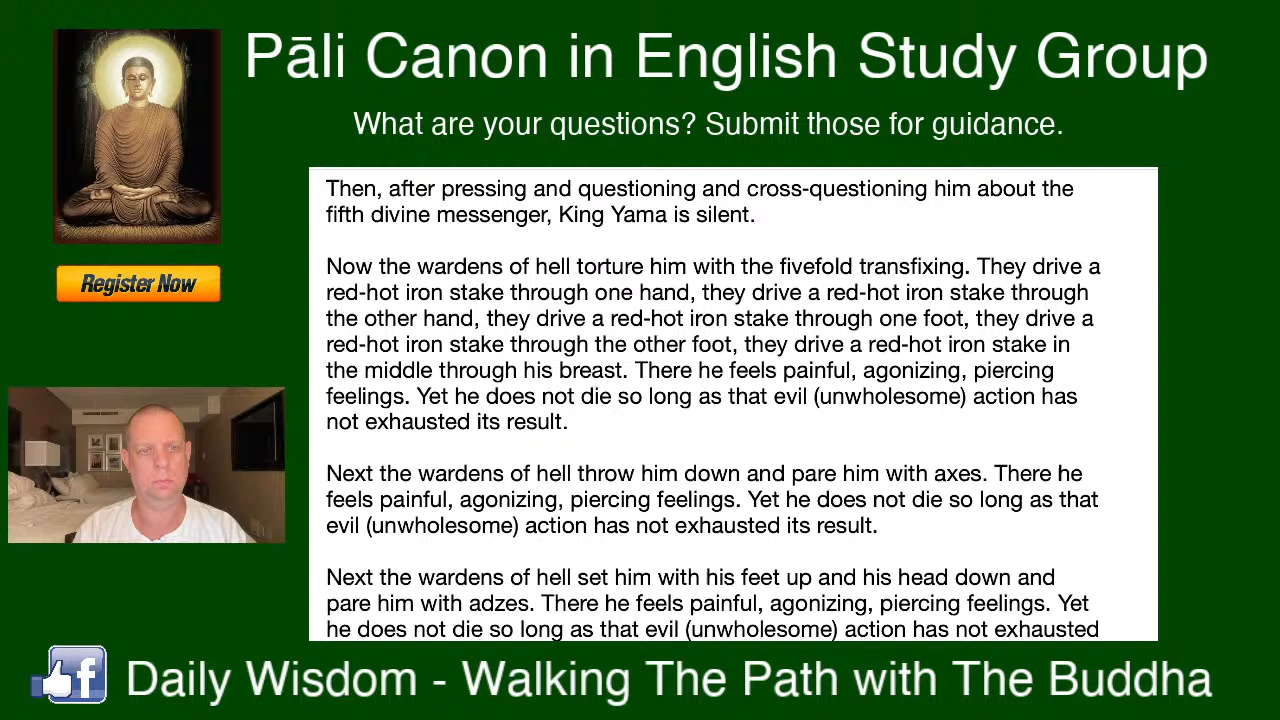 Pāli Canon in English Study Group
What are your questions? Submit those for guidance.
Register Now
Then, after pressing and questioning and cross-questioning him about the
fifth divine messenger, King Yama is silent.
Now the wardens of hell torture him with the fivefold transfixing. They drive a
red-hot iron stake through one hand, they drive a red-hot iron stake through
the other hand, they drive a red-hot iron stake through one foot, they drive a
red-hot iron stake through the other foot, they drive a red-hot iron stake in
the middle through his breast. There he feels painful, agonizing, piercing
feelings. Yet he does not die so long as that evil (unwholesome) action has
not exhausted its result.
Next the wardens of hell throw him down and pare him with axes. There he
feels painful, agonizing, piercing feelings. Yet he does not die so long as that
evil (unwholesome) action has not exhausted its result.
Next the wardens of hell set him with his feet up and his head down and
pare him with adzes. There he feels painful, agonizing, piercing feelings. Yet
he does not die so long as that evil (unwholesome) action has not exhausted
f
Daily Wisdom - Walking The Path with The Buddha